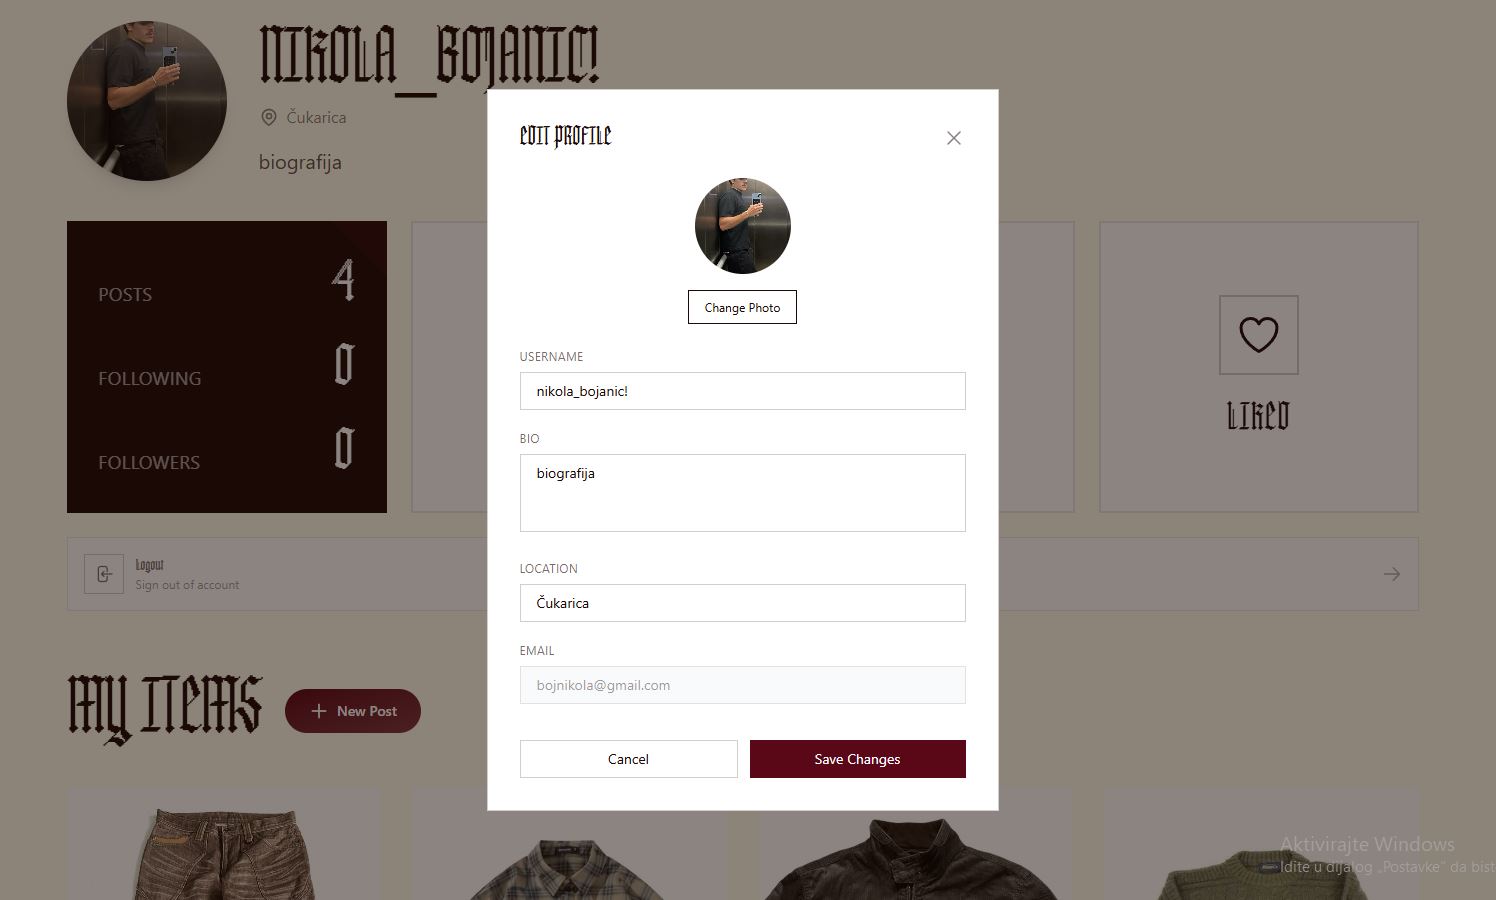 NIKOLA_BOJANIC!
Čukarica
biografija
POSTS
4
FOLLOWING
0
FOLLOWERS
0
LIKED
Logout
Sign out of account
MY ITEMS
New Post
EDIT PROFILE
Change Photo
USERNAME
nikola_bojanic!
BIO
biografija
LOCATION
Čukarica
EMAIL
bojnikola@gmail.com
Cancel
Save Changes
Aktivirajte Windows
Idite u dijalog „Postavke“ da bist